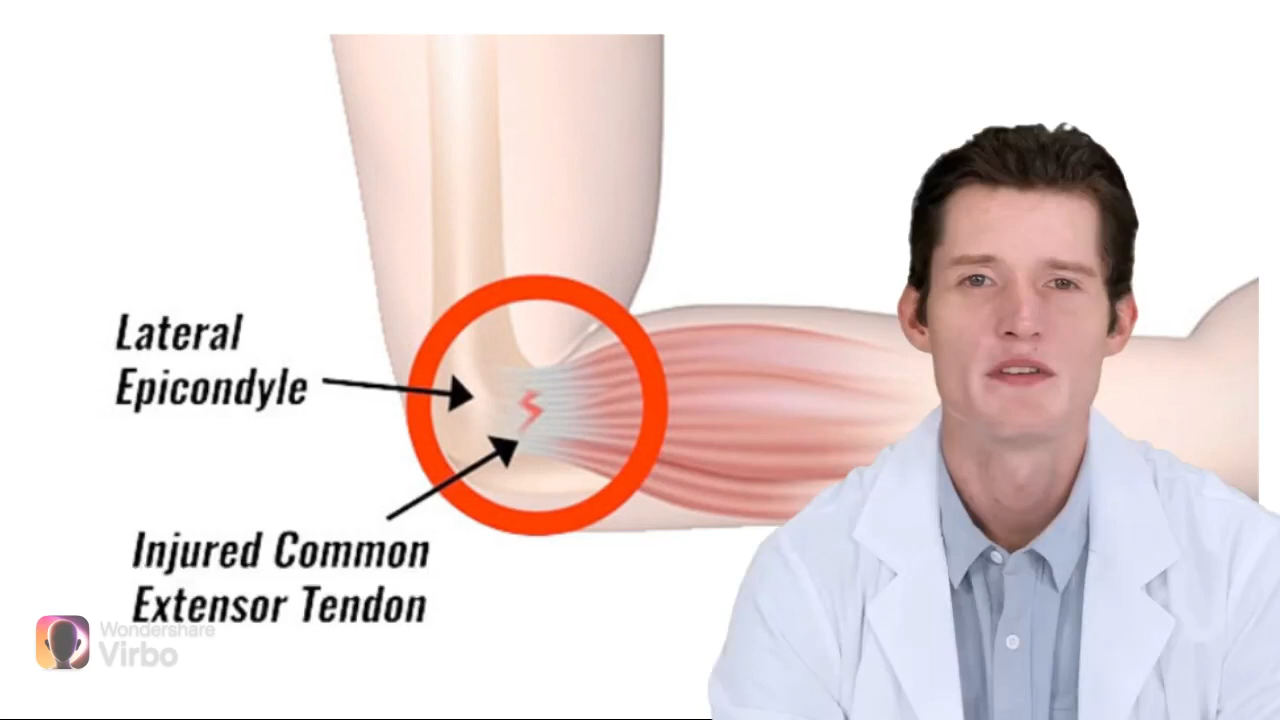 Lateral
Epicondyle
Injured Common
Extensor Tendon
Wondershare
Virbo